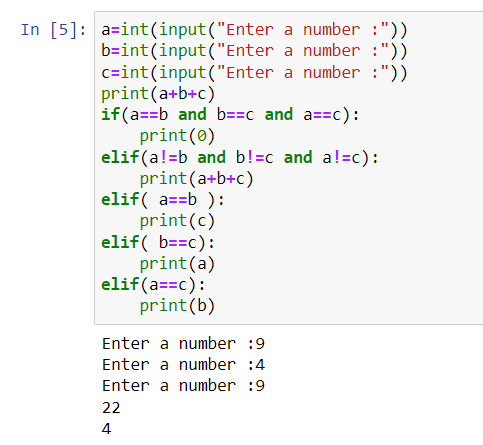 In [5]: a=int(input("Enter a number :"))
b=int(input("Enter a number :"))
c=int(input("Enter a number :"))
print(a+b+c)
if(a==b and b==c and a==c):
    print(0)
elif(a!=b and b!=c and a!=c):
    print(a+b+c)
elif( a==b ):
    print(c)
elif( b==c):
    print(a)
elif(a==c):
    print(b)
Enter a number :9
Enter a number :4
Enter a number :9
22
4